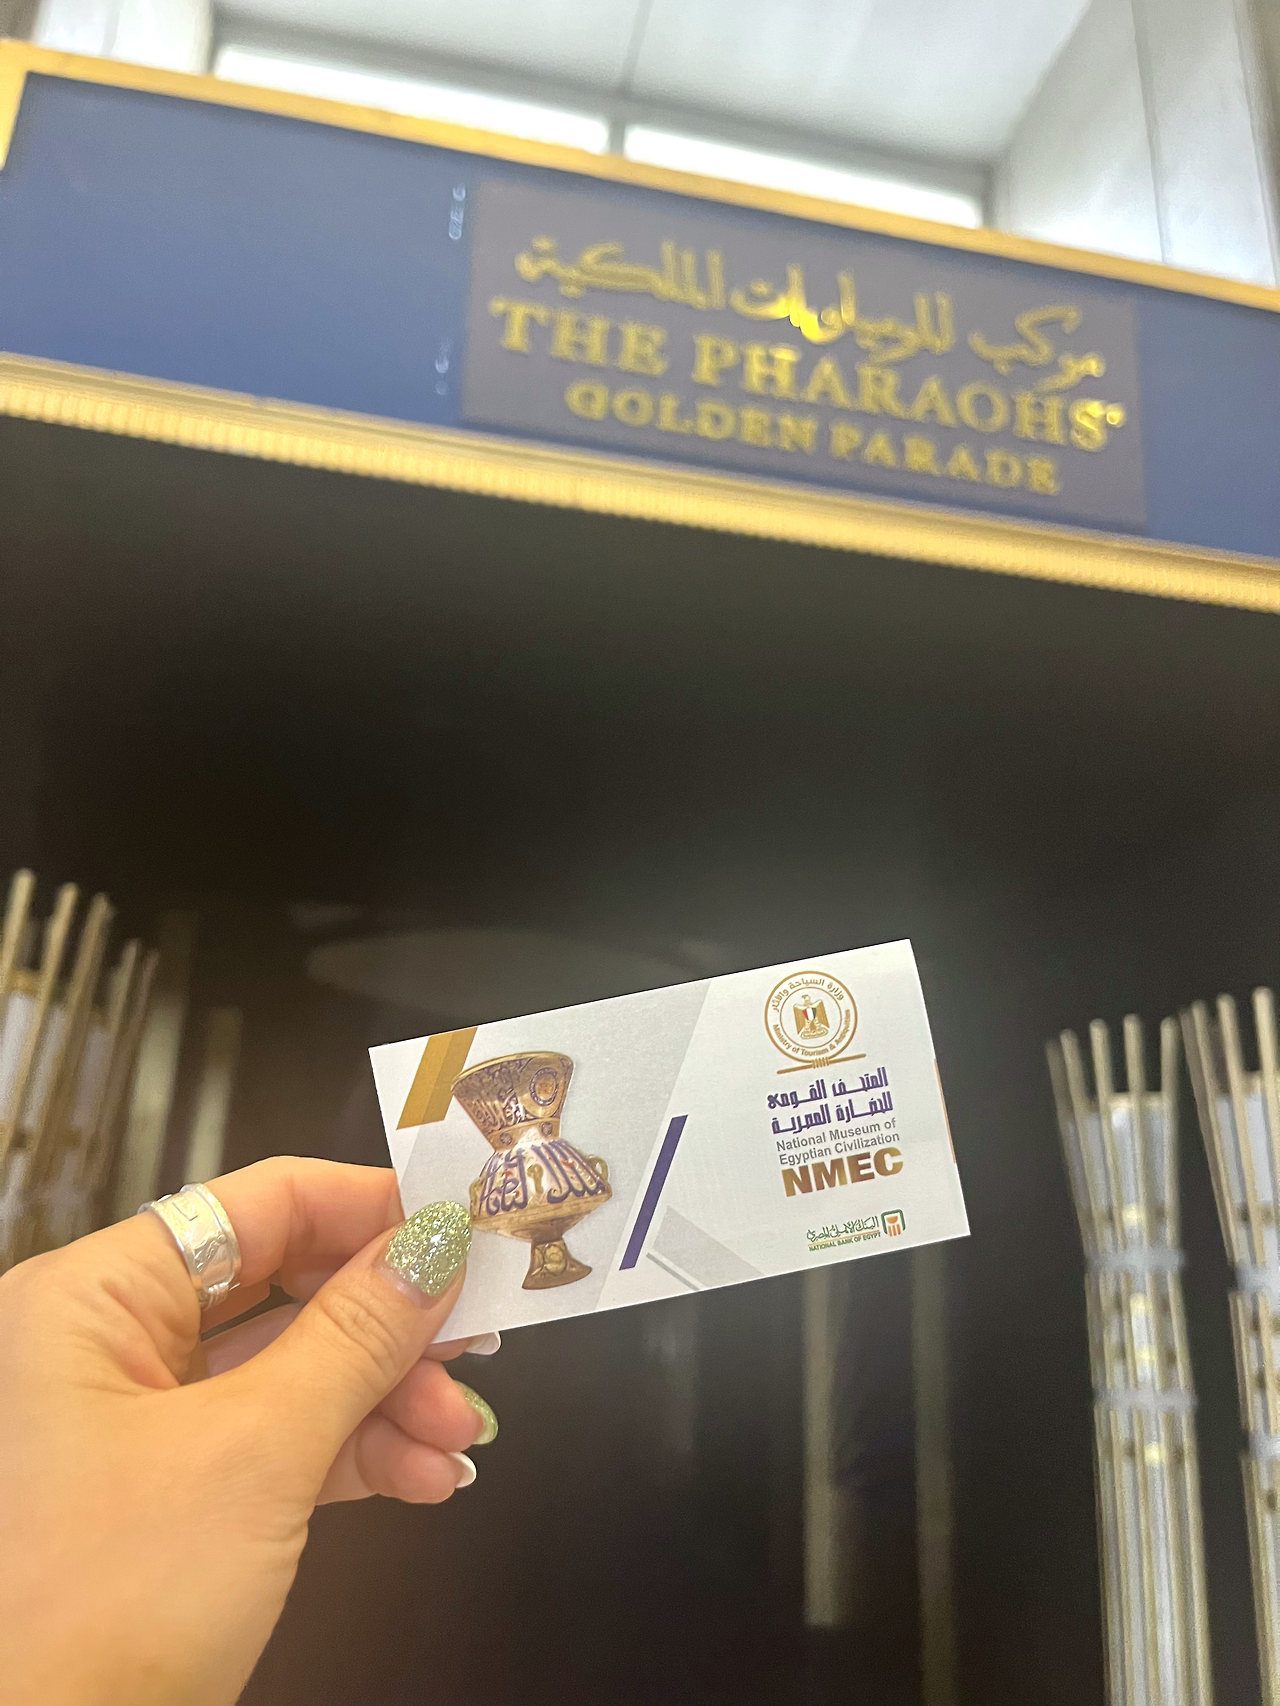 موكب المومياوات الملكية
THE PHARAOHS'
GOLDEN PARADE
وزارة السياحة والآثار
Ministry of Tourism & Antiquities
المتحف القومي
للحضارة المصرية
National Museum of
Egyptian Civilization
NMEC
البنك الأهلي المصري
NATIONAL BANK OF EGYPT